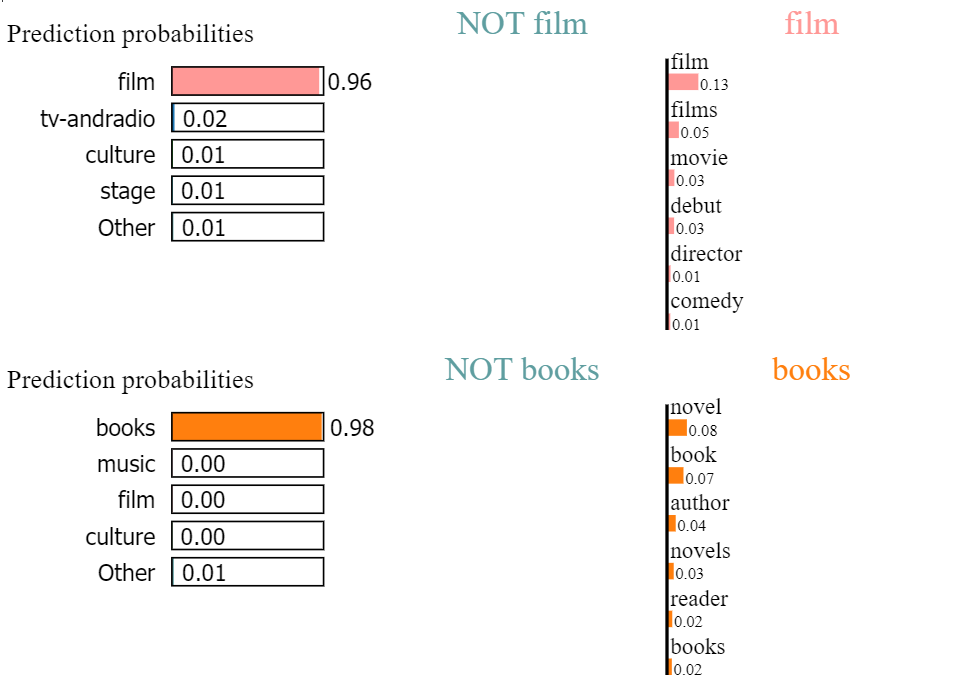 NOT film
film
Prediction probabilities
film 0.96
tv-andradio 0.02
culture 0.01
stage 0.01
Other 0.01
film
0.13
films
0.05
movie
0.03
debut
0.03
director
0.01
comedy
0.01
NOT books
books
Prediction probabilities
books 0.98
music 0.00
film 0.00
culture 0.00
Other 0.01
novel
0.08
book
0.07
author
0.04
novels
0.03
reader
0.02
books
0.02